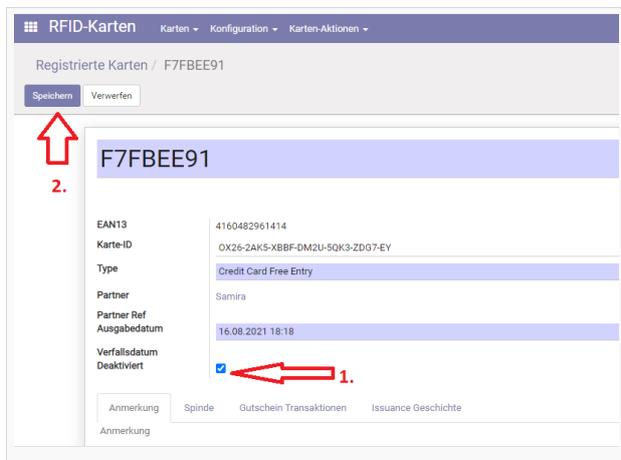 RFID-Karten Karten Konfiguration Karten-Aktionen
Registrierte Karten / F7FBEE91
Speichern Verwerfen
2.
F7FBEE91
EAN13 4160482961414
Karte-ID OX26-2AK5-XBBF-DM2U-5QK3-ZDG7-EY
Type Credit Card Free Entry
Partner Samira
Partner Ref
Ausgabedatum 16.08.2021 18:18
Verfallsdatum
Deaktiviert
1.
Anmerkung Spinde Gutschein Transaktionen Issuance Geschichte
Anmerkung